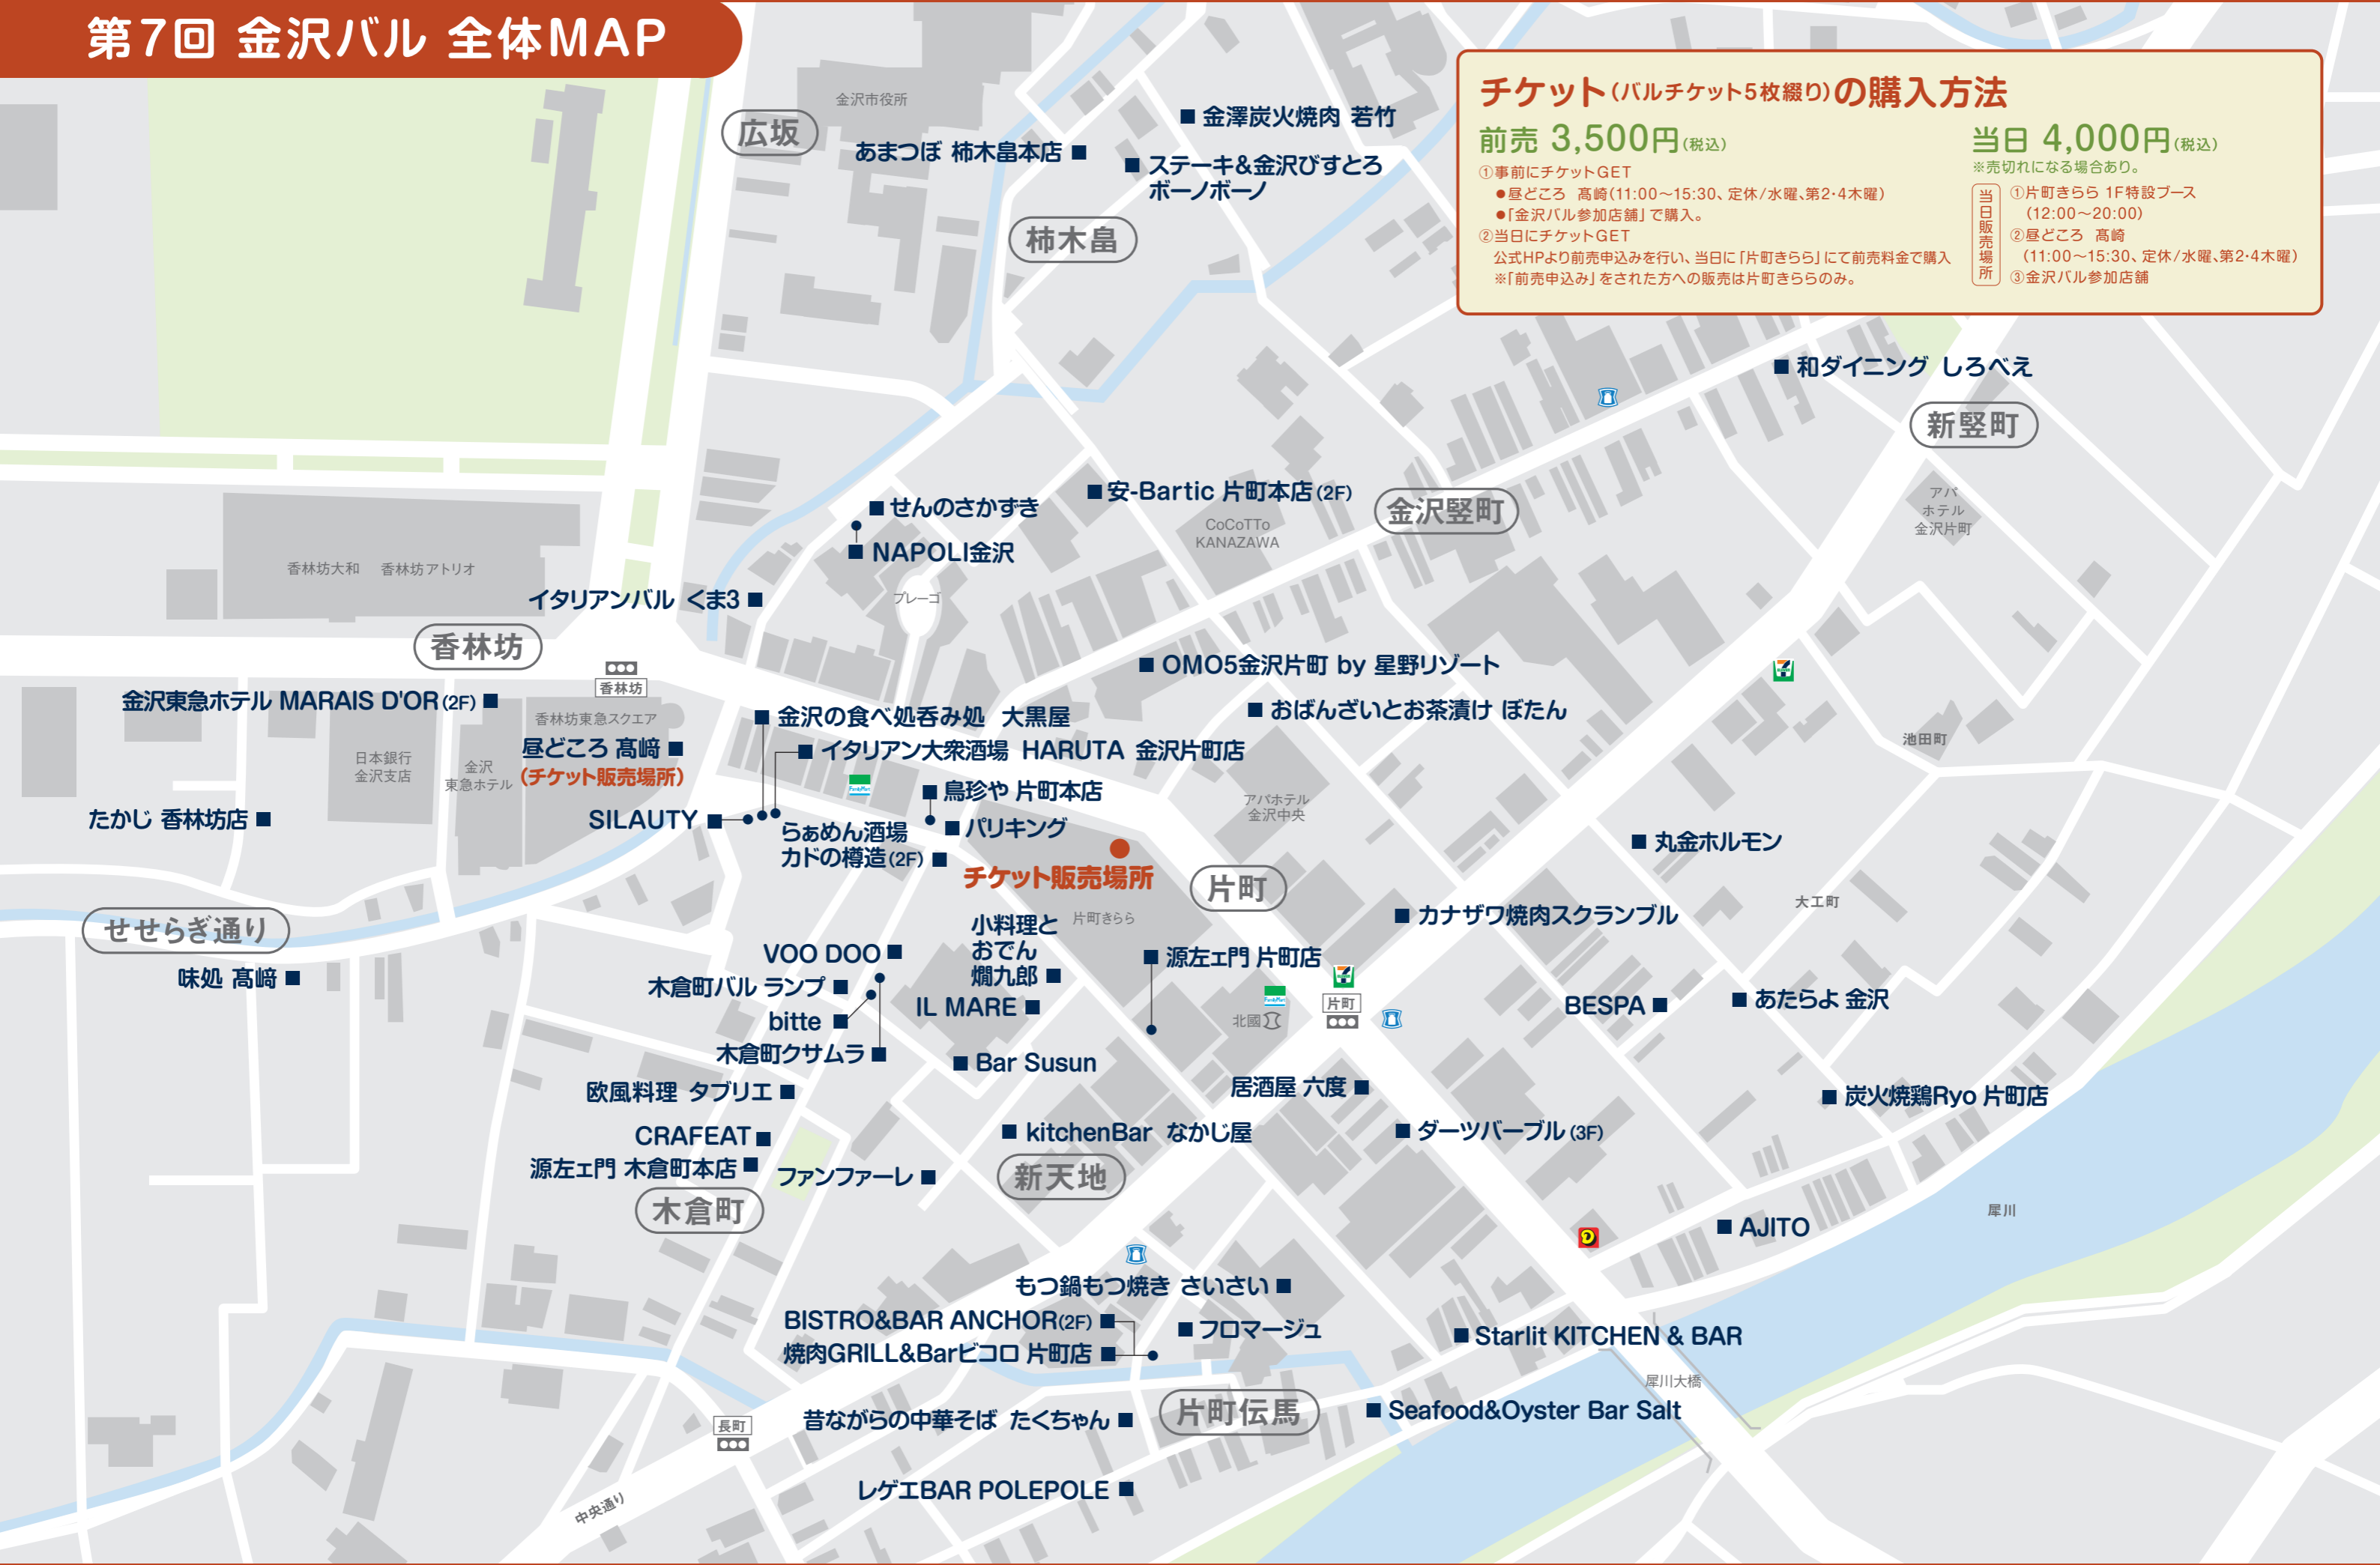 第7回 金沢バル 全体MAP
チケット(バルチケット5枚綴り)の購入方法
前売 3,500円(税込)
①事前にチケットGET
●昼どころ 髙崎(11:00〜15:30、定休/水曜、第2・4木曜)
●「金沢バル参加店舗」で購入。
②当日にチケットGET
公式HPより前売申込みを行い、当日に「片町きらら」にて前売料金で購入
※「前売申込み」をされた方への販売は片町きららのみ。
当日 4,000円(税込)
※売切れになる場合あり。
当日販売場所
①片町きらら 1F特設ブース
(12:00〜20:00)
②昼どころ 髙崎
(11:00〜15:30、定休/水曜、第2・4木曜)
③金沢バル参加店舗
金沢市役所
広坂
■金澤炭火焼肉 若竹
あまつぼ 柿木畠本店■
■ステーキ&金沢びすとろ
ボーノボーノ
柿木畠
■和ダイニング しろべえ
新竪町
アパ
ホテル
金沢片町
■安-Bartic 片町本店(2F)
金沢竪町
CoCoTTo
KANAZAWA
■せんのさかずき
■NAPOLI金沢
香林坊大和 香林坊アトリオ
イタリアンバル くま3■
プレーゴ
香林坊
香林坊
■OMO5金沢片町 by 星野リゾート
金沢東急ホテル MARAIS D'OR(2F)■
香林坊東急スクエア
■金沢の食べ処呑み処 大黒屋
■おばんざいとお茶漬け ぼたん
昼どころ 髙﨑■
(チケット販売場所)
日本銀行
金沢支店
金沢
東急ホテル
■イタリアン大衆酒場 HARUTA 金沢片町店
池田町
FamilyMart
■鳥珍や 片町本店
アパホテル
金沢中央
たかじ 香林坊店■
SILAUTY■
らぁめん酒場
カドの樽造(2F)■
■パリキング
■丸金ホルモン
チケット販売場所
片町
大工町
せせらぎ通り
片町きらら
小料理と
おでん
燗九郎■
■カナザワ焼肉スクランブル
VOO DOO■
■源左ェ門 片町店
味処 髙﨑■
木倉町バル ランプ■
IL MARE■
FamilyMart
片町
北國
BESPA■
■あたらよ 金沢
bitte■
木倉町クサムラ■
■Bar Susun
欧風料理 タブリエ■
居酒屋 六度■
■炭火焼鶏Ryo 片町店
CRAFEAT■
■kitchenBar なかじ屋
■ダーツバーブル(3F)
源左ェ門 木倉町本店■
ファンファーレ■
新天地
木倉町
犀川
■AJITO
もつ鍋もつ焼き さいさい■
BISTRO&BAR ANCHOR(2F)■
■フロマージュ
■Starlit KITCHEN & BAR
焼肉GRILL&Barビコロ 片町店■
犀川大橋
長町
昔ながらの中華そば たくちゃん■
片町伝馬
■Seafood&Oyster Bar Salt
レゲエBAR POLEPOLE■
中央通り